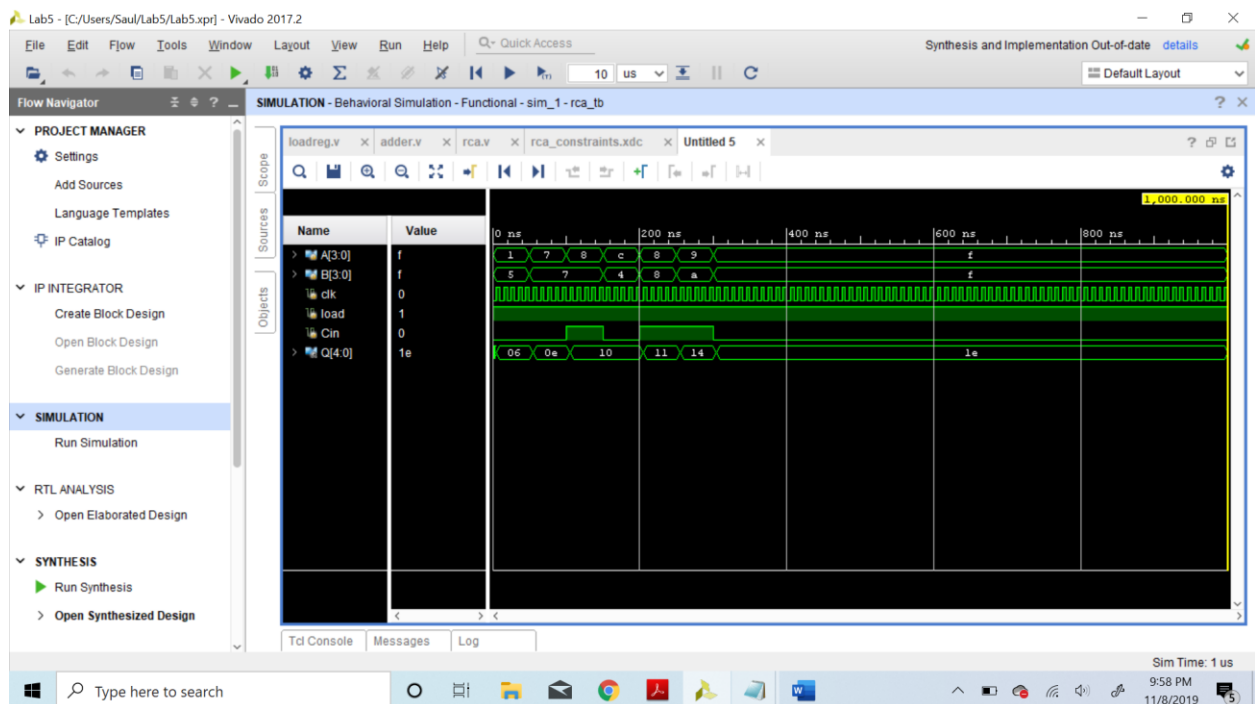 Lab5 - [C:/Users/Saul/Lab5/Lab5.xpr] - Vivado 2017.2
File Edit Flow Tools Window Layout View Run Help Quick Access Synthesis and Implementation Out-of-date details
10 us Default Layout
Flow Navigator SIMULATION - Behavioral Simulation - Functional - sim_1 - rca_tb
PROJECT MANAGER
Settings
Add Sources
Language Templates
IP Catalog
IP INTEGRATOR
Create Block Design
Open Block Design
Generate Block Design
SIMULATION
Run Simulation
RTL ANALYSIS
Open Elaborated Design
SYNTHESIS
Run Synthesis
Open Synthesized Design
Scope
Sources
Objects
loadreg.v adder.v rca.v rca_constraints.xdc Untitled 5
1,000.000 ns
Name Value 0 ns 200 ns 400 ns 600 ns 800 ns
A[3:0] f 1 7 8 c 8 9 f
B[3:0] f 5 7 4 8 a f
clk 0
load 1
Cin 0
Q[4:0] 1e 06 0e 10 11 14 1e
Tcl Console Messages Log
Sim Time: 1 us
Type here to search
9:58 PM
11/8/2019
5